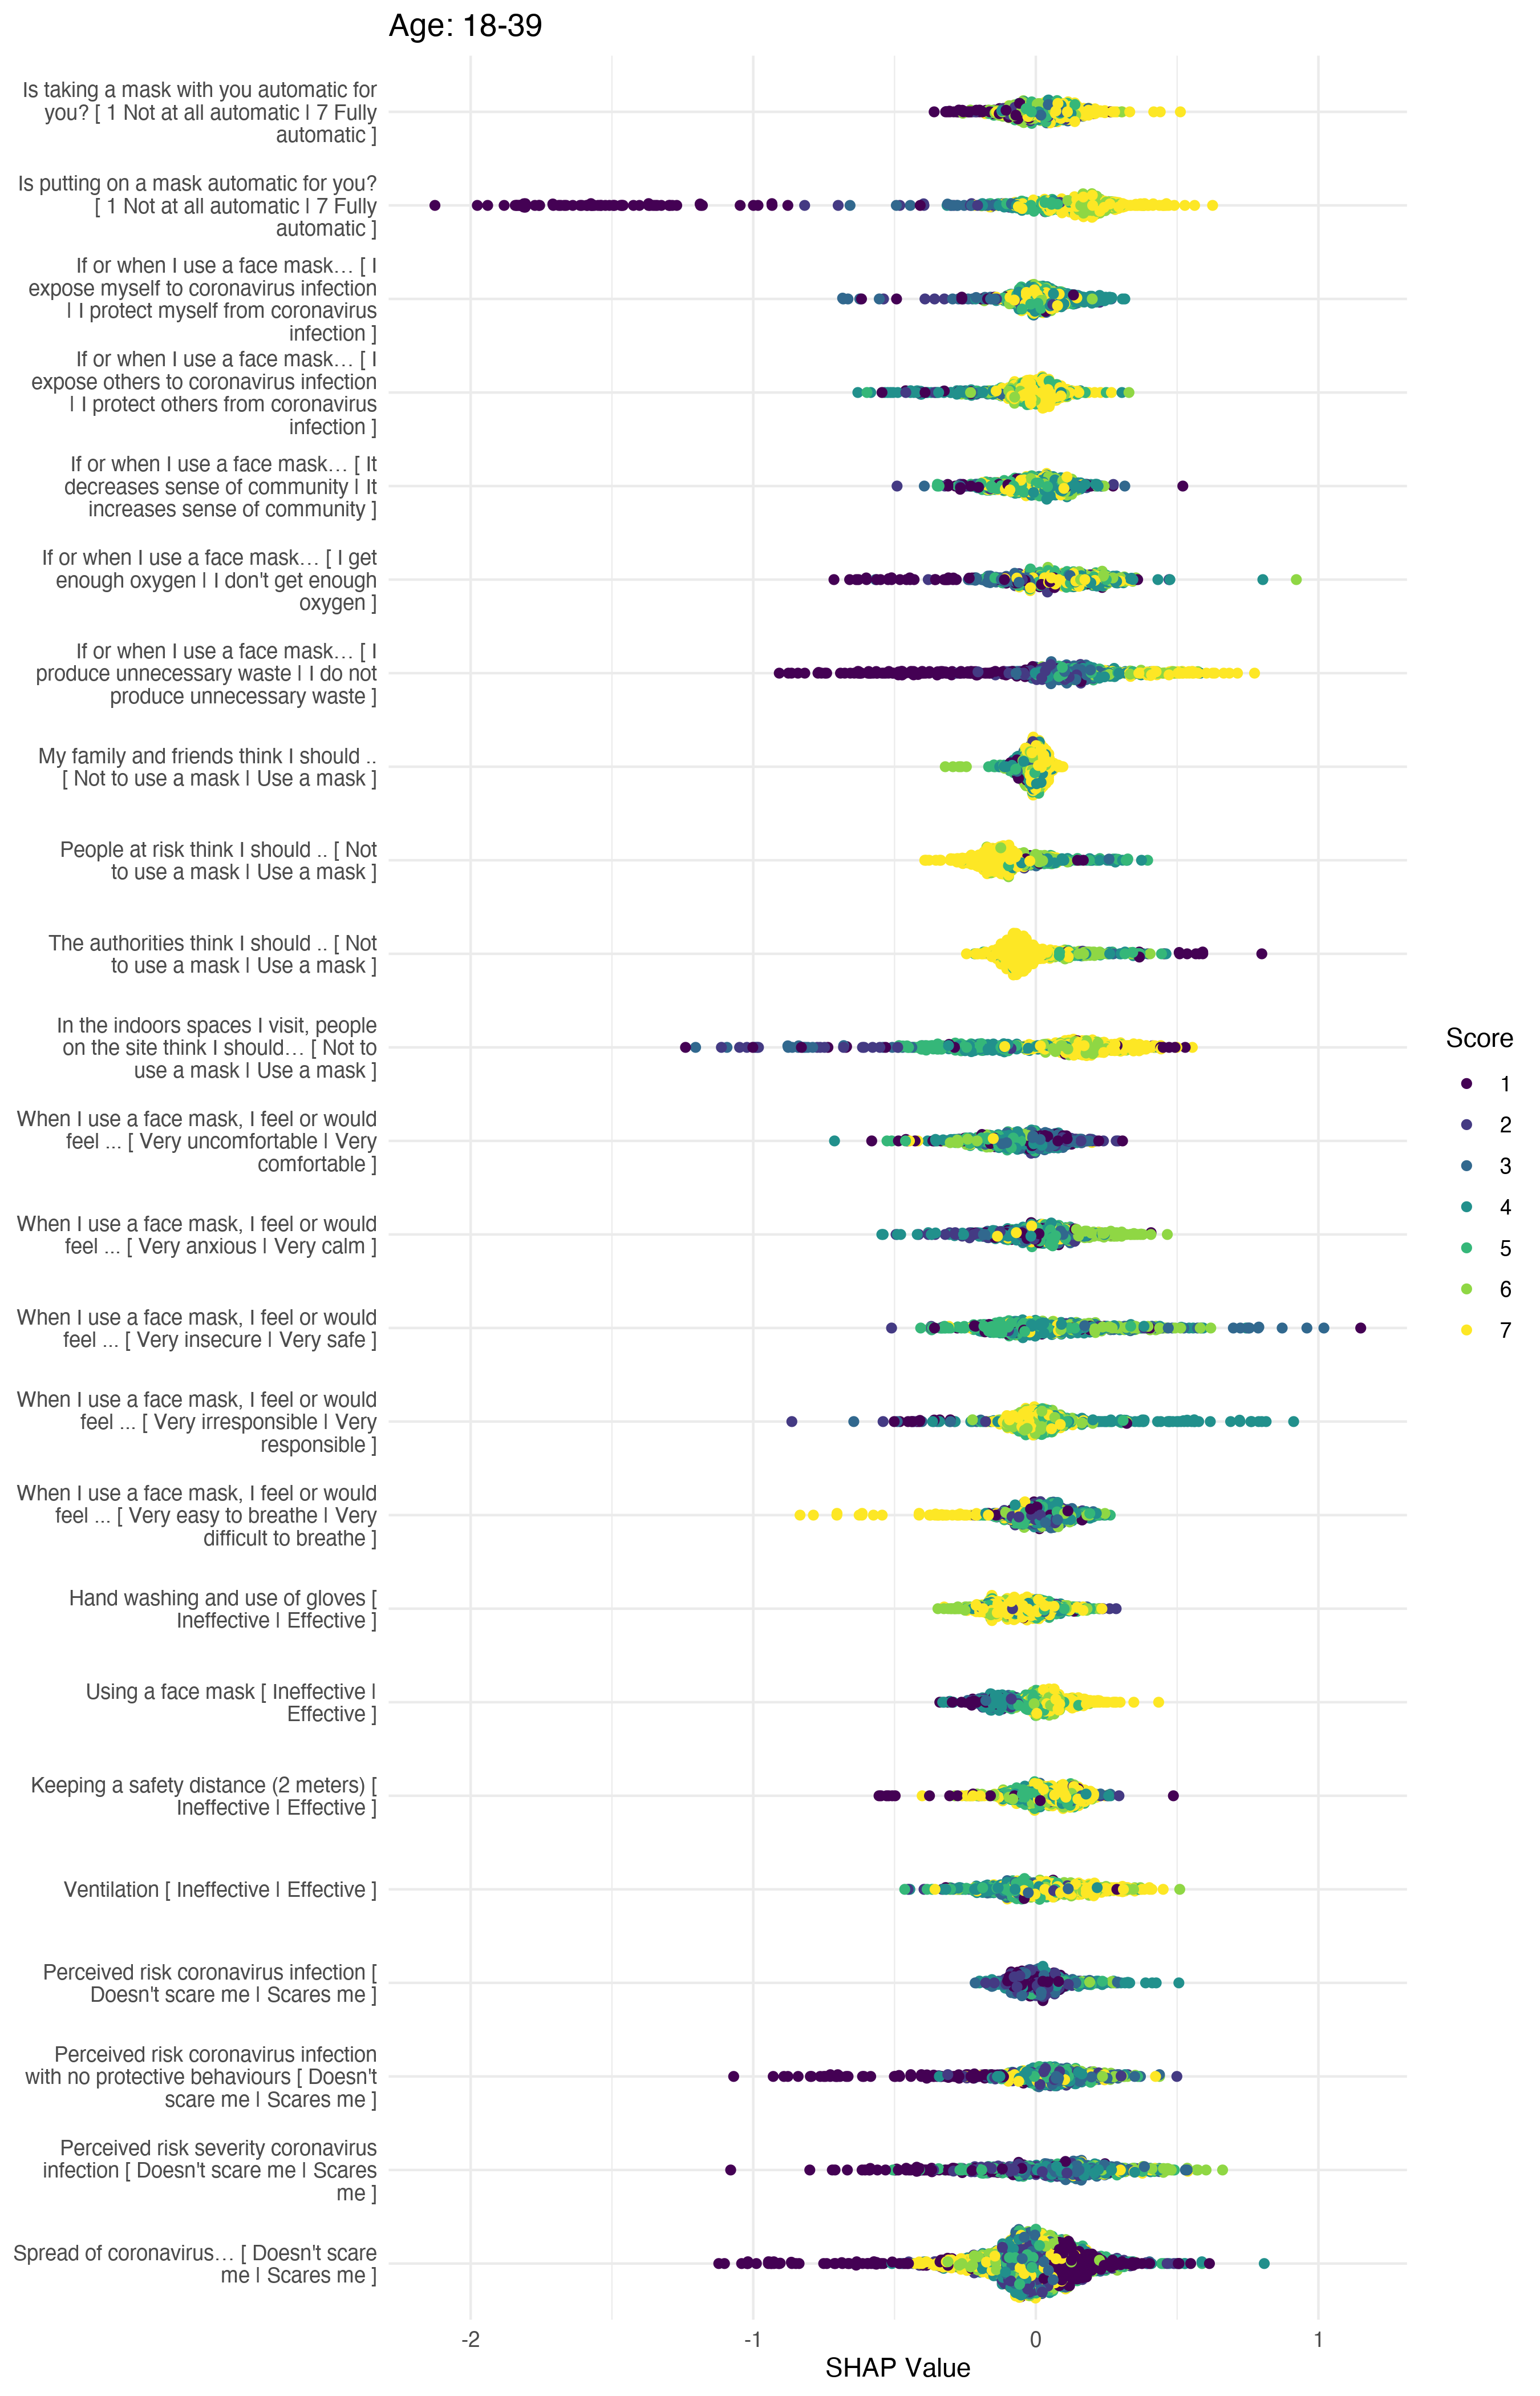 Age: 18-39
Is taking a mask with you automatic for
you? [ 1 Not at all automatic | 7 Fully
automatic ]
Is putting on a mask automatic for you?
[ 1 Not at all automatic | 7 Fully
automatic ]
If or when I use a face mask… [ I
expose myself to coronavirus infection
| I protect myself from coronavirus
infection ]
If or when I use a face mask… [ I
expose others to coronavirus infection
| I protect others from coronavirus
infection ]
If or when I use a face mask… [ It
decreases sense of community | It
increases sense of community ]
If or when I use a face mask… [ I get
enough oxygen | I don't get enough
oxygen ]
If or when I use a face mask… [ I
produce unnecessary waste | I do not
produce unnecessary waste ]
My family and friends think I should ..
[ Not to use a mask | Use a mask ]
People at risk think I should .. [ Not
to use a mask | Use a mask ]
The authorities think I should .. [ Not
to use a mask | Use a mask ]
In the indoors spaces I visit, people
on the site think I should… [ Not to
use a mask | Use a mask ]
When I use a face mask, I feel or would
feel ... [ Very uncomfortable | Very
comfortable ]
When I use a face mask, I feel or would
feel ... [ Very anxious | Very calm ]
When I use a face mask, I feel or would
feel ... [ Very insecure | Very safe ]
When I use a face mask, I feel or would
feel ... [ Very irresponsible | Very
responsible ]
When I use a face mask, I feel or would
feel ... [ Very easy to breathe | Very
difficult to breathe ]
Hand washing and use of gloves [
Ineffective | Effective ]
Using a face mask [ Ineffective |
Effective ]
Keeping a safety distance (2 meters) [
Ineffective | Effective ]
Ventilation [ Ineffective | Effective ]
Perceived risk coronavirus infection [
Doesn't scare me | Scares me ]
Perceived risk coronavirus infection
with no protective behaviours [ Doesn't
scare me | Scares me ]
Perceived risk severity coronavirus
infection [ Doesn't scare me | Scares
me ]
Spread of coronavirus… [ Doesn't scare
me | Scares me ]
-2
-1
0
1
SHAP Value
Score
1
2
3
4
5
6
7